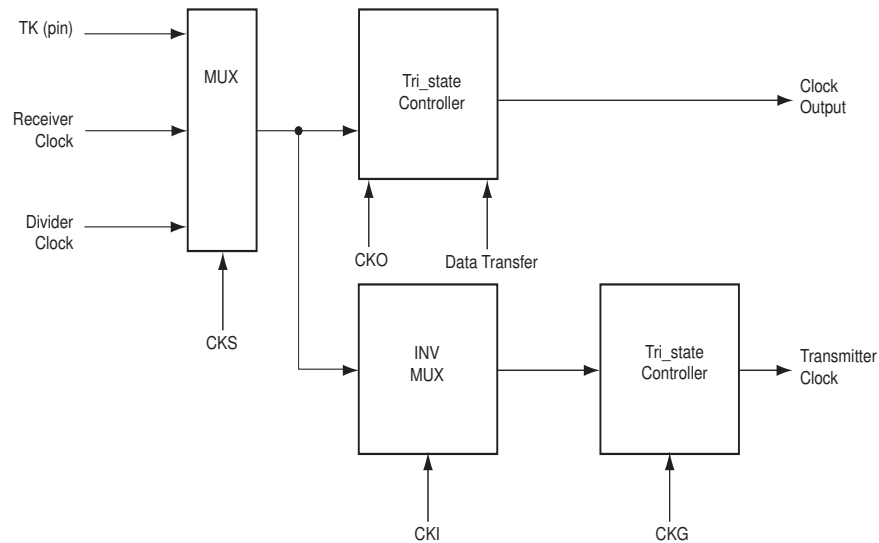 TK (pin)
MUX
Receiver
Clock
Divider
Clock
CKS
Tri_state
Controller
Clock
Output
CKO
Data Transfer
INV
MUX
Tri_state
Controller
Transmitter
Clock
CKI
CKG